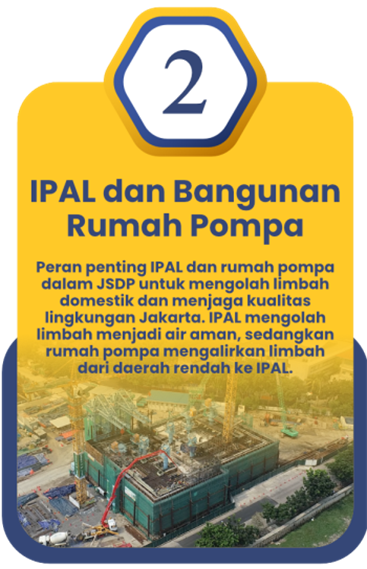 2
IPAL dan Bangunan
Rumah Pompa
Peran penting IPAL dan rumah pompa
dalam JSDP untuk mengolah limbah
domestik dan menjaga kualitas
lingkungan Jakarta. IPAL mengolah
limbah menjadi air aman, sedangkan
rumah pompa mengalirkan limbah
dari daerah rendah ke IPAL.